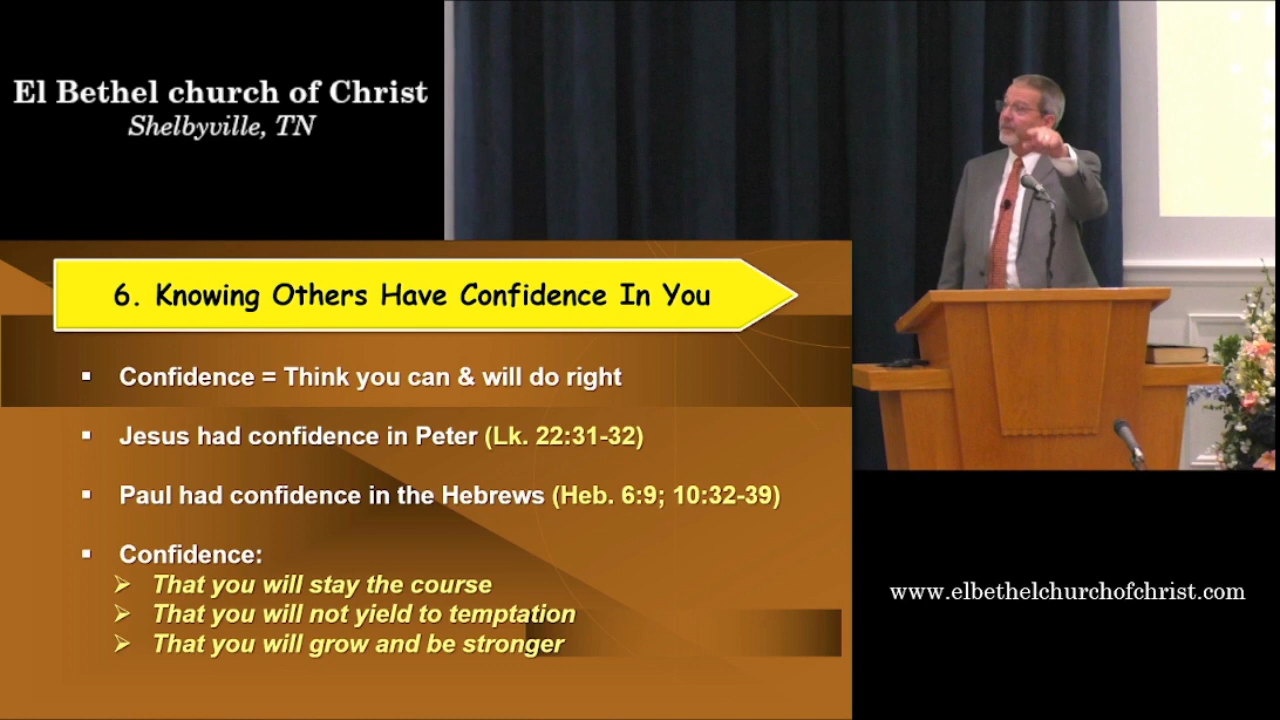 El Bethel church of Christ
Shelbyville, TN
6. Knowing Others Have Confidence In You
▪ Confidence = Think you can & will do right
▪ Jesus had confidence in Peter (Lk. 22:31-32)
▪ Paul had confidence in the Hebrews (Heb. 6:9; 10:32-39)
▪ Confidence:
➢ That you will stay the course
➢ That you will not yield to temptation
➢ That you will grow and be stronger
www.elbethelchurchofchrist.com